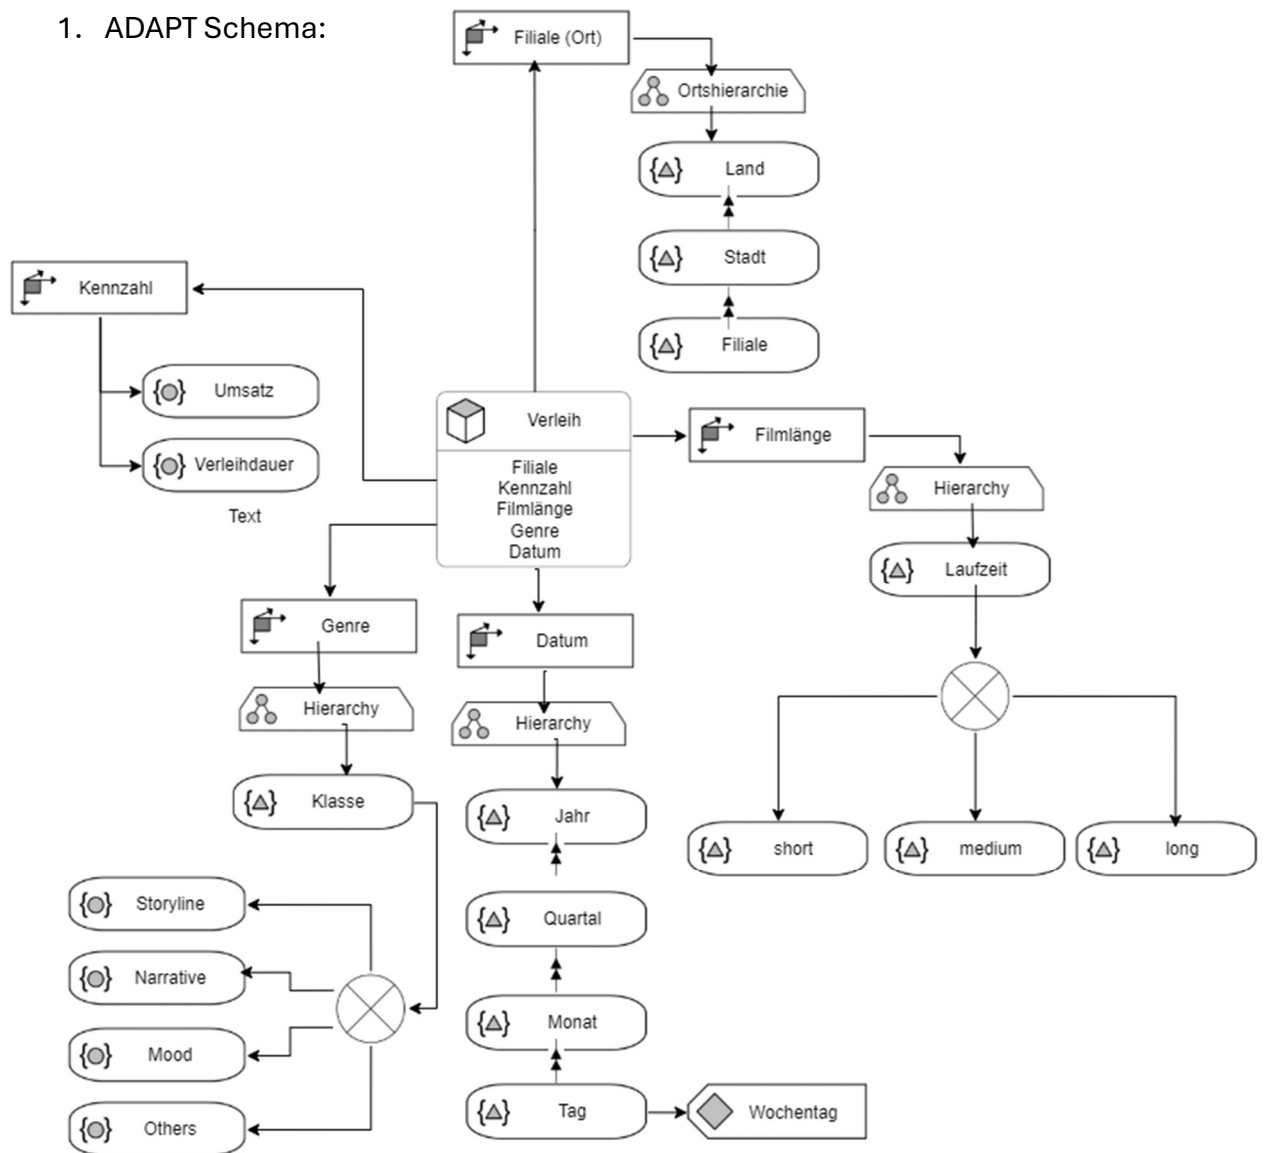 1. ADAPT Schema:
Filiale (Ort)
Ortshierarchie
Land
Stadt
Filiale
Kennzahl
Umsatz
Verleihdauer
Text
Verleih
Filiale
Kennzahl
Filmlänge
Genre
Datum
Filmlänge
Hierarchy
Laufzeit
short
medium
long
Genre
Hierarchy
Klasse
Storyline
Narrative
Mood
Others
Datum
Hierarchy
Jahr
Quartal
Monat
Tag
Wochentag